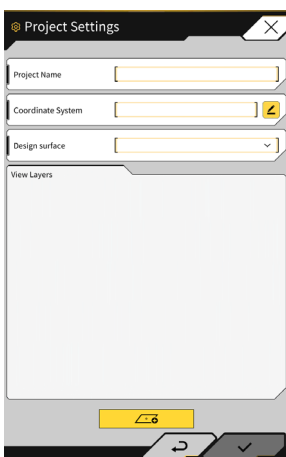 Project Settings
Project Name
Coordinate System
Design surface
View Layers